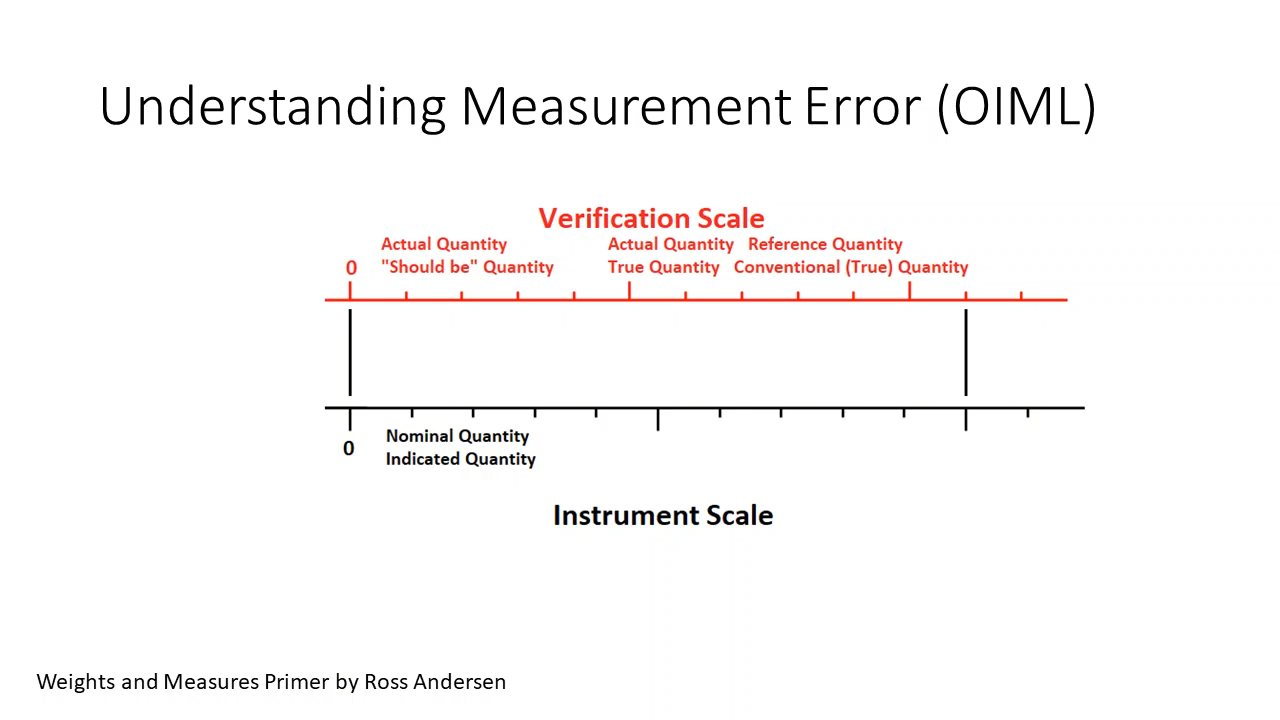 Understanding Measurement Error (OIML)
Verification Scale
Actual Quantity Actual Quantity Reference Quantity
0 "Should be" Quantity True Quantity Conventional (True) Quantity
Nominal Quantity
0 Indicated Quantity
Instrument Scale
Weights and Measures Primer by Ross Andersen